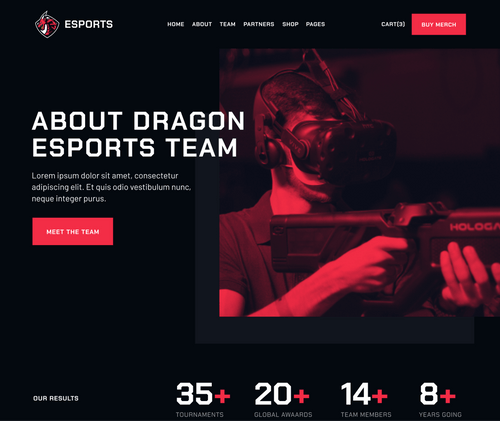 ESPORTS
HOME ABOUT TEAM PARTNERS SHOP PAGES
CART(3)
BUY MERCH
ABOUT DRAGON
ESPORTS TEAM
Lorem ipsum dolor sit amet, consectetur
adipiscing elit. Et quis odio vestibulum nunc,
neque integer purus.
MEET THE TEAM
HOLOGA
OUR RESULTS
35+
TOURNAMENTS
20+
GLOBAL AWAARDS
14+
TEAM MEMBERS
8+
YEARS GOING